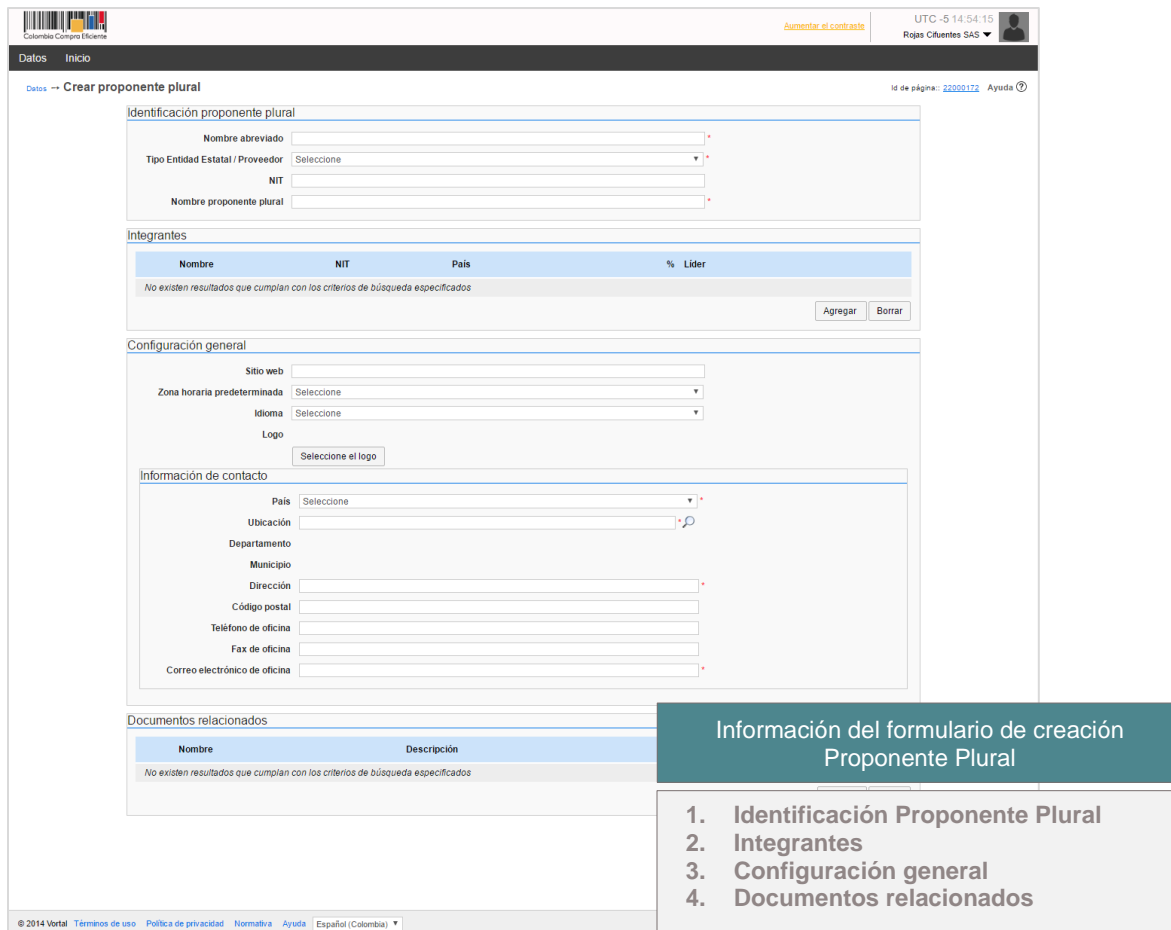 Colombia Compra Eficiente
Aumentar el contraste
UTC -5 14:54:15
Rojas Cifuentes SAS ▼
Datos Inicio
Datos → Crear proponente plural
Id de página:: 22000172 Ayuda ?
Identificación proponente plural
Nombre abreviado *
Tipo Entidad Estatal / Proveedor Seleccione *
NIT
Nombre proponente plural *
Integrantes
Nombre NIT País % Líder
No existen resultados que cumplan con los criterios de búsqueda especificados
Agregar Borrar
Configuración general
Sitio web
Zona horaria predeterminada Seleccione
Idioma Seleccione
Logo
Seleccione el logo
Información de contacto
País Seleccione *
Ubicación *
Departamento
Municipio
Dirección *
Código postal
Teléfono de oficina
Fax de oficina
Correo electrónico de oficina *
Documentos relacionados
Nombre Descripción
No existen resultados que cumplan con los criterios de búsqueda especificados
Información del formulario de creación
Proponente Plural
1. Identificación Proponente Plural
2. Integrantes
3. Configuración general
4. Documentos relacionados
© 2014 Vortal Términos de uso Política de privacidad Normativa Ayuda Español (Colombia) ▼